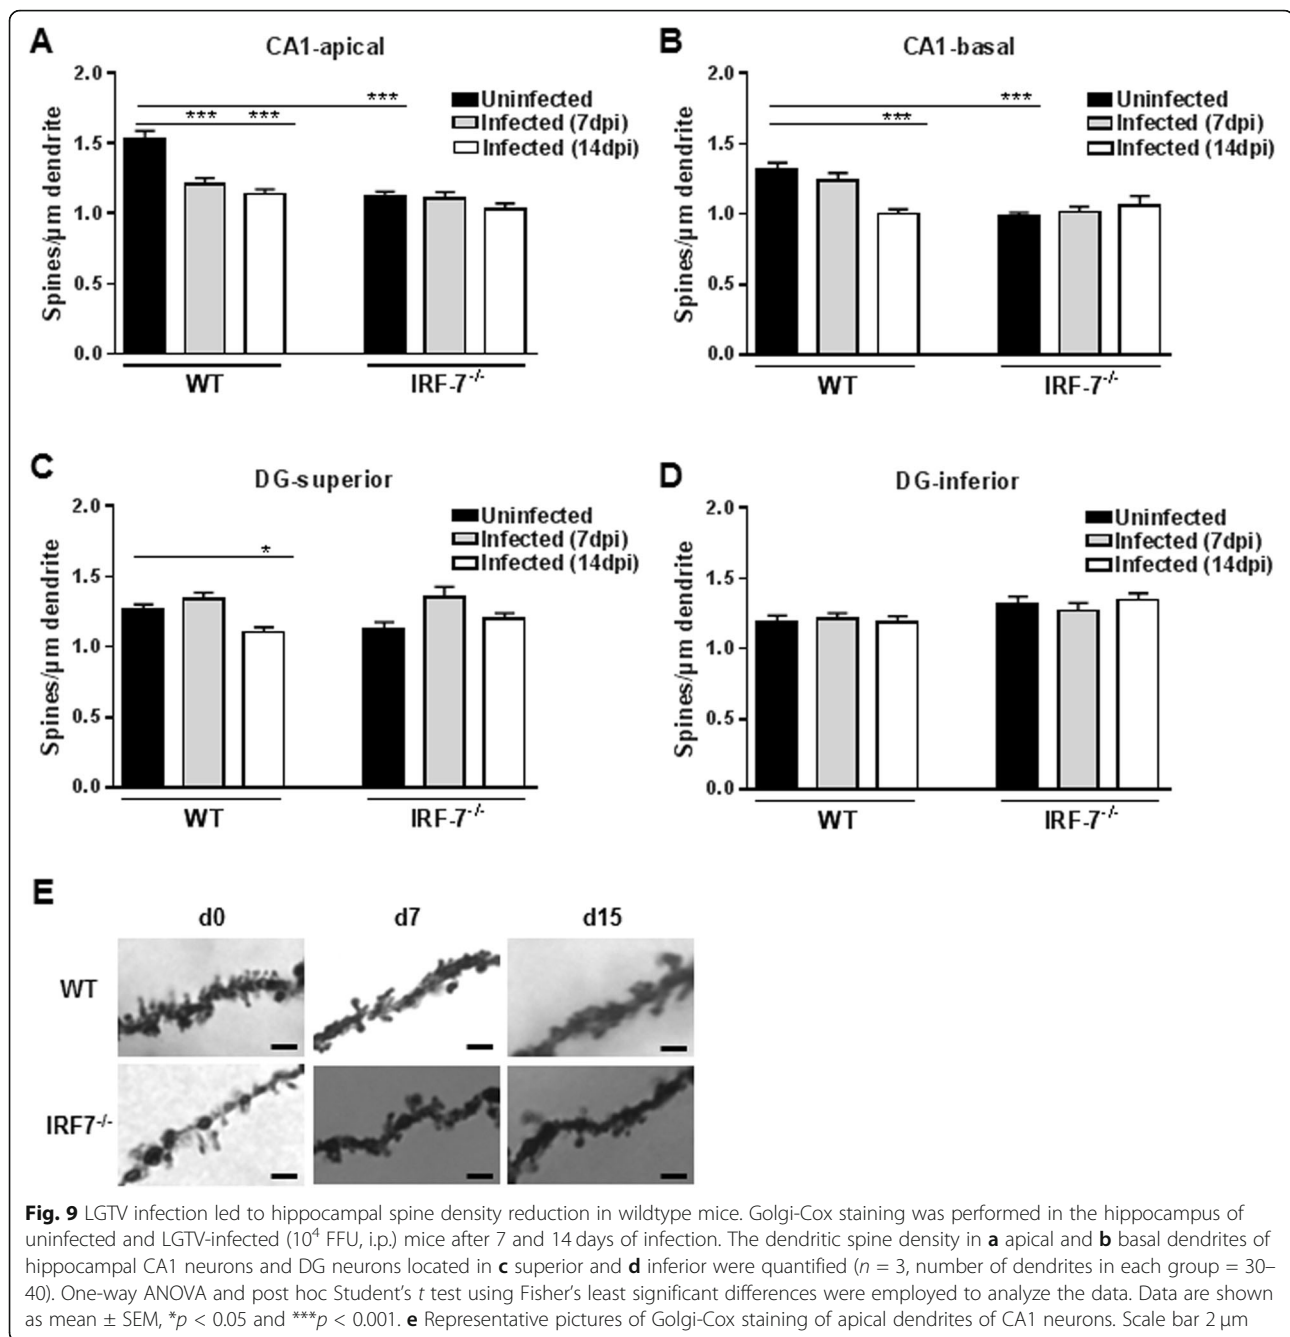 A
CA1-apical
2.0
1.5
1.0
0.5
0.0
Spines/µm dendrite
***
*** ***
Uninfected
Infected (7dpi)
Infected (14dpi)
WT
IRF-7-/-
B
CA1-basal
2.0
1.5
1.0
0.5
0.0
Spines/µm dendrite
***
***
Uninfected
Infected (7dpi)
Infected (14dpi)
WT
IRF-7-/-
C
DG-superior
2.0
1.5
1.0
0.5
0.0
Spines/µm dendrite
*
Uninfected
Infected (7dpi)
Infected (14dpi)
WT
IRF-7-/-
D
DG-inferior
2.0
1.5
1.0
0.5
0.0
Spines/µm dendrite
Uninfected
Infected (7dpi)
Infected (14dpi)
WT
IRF-7-/-
E
d0 d7 d15
WT
IRF7-/-
Fig. 9 LGTV infection led to hippocampal spine density reduction in wildtype mice. Golgi-Cox staining was performed in the hippocampus of
uninfected and LGTV-infected (10⁴ FFU, i.p.) mice after 7 and 14 days of infection. The dendritic spine density in a apical and b basal dendrites of
hippocampal CA1 neurons and DG neurons located in c superior and d inferior were quantified (n = 3, number of dendrites in each group = 30–
40). One-way ANOVA and post hoc Student's t test using Fisher's least significant differences were employed to analyze the data. Data are shown
as mean ± SEM, *p < 0.05 and ***p < 0.001. e Representative pictures of Golgi-Cox staining of apical dendrites of CA1 neurons. Scale bar 2 µm